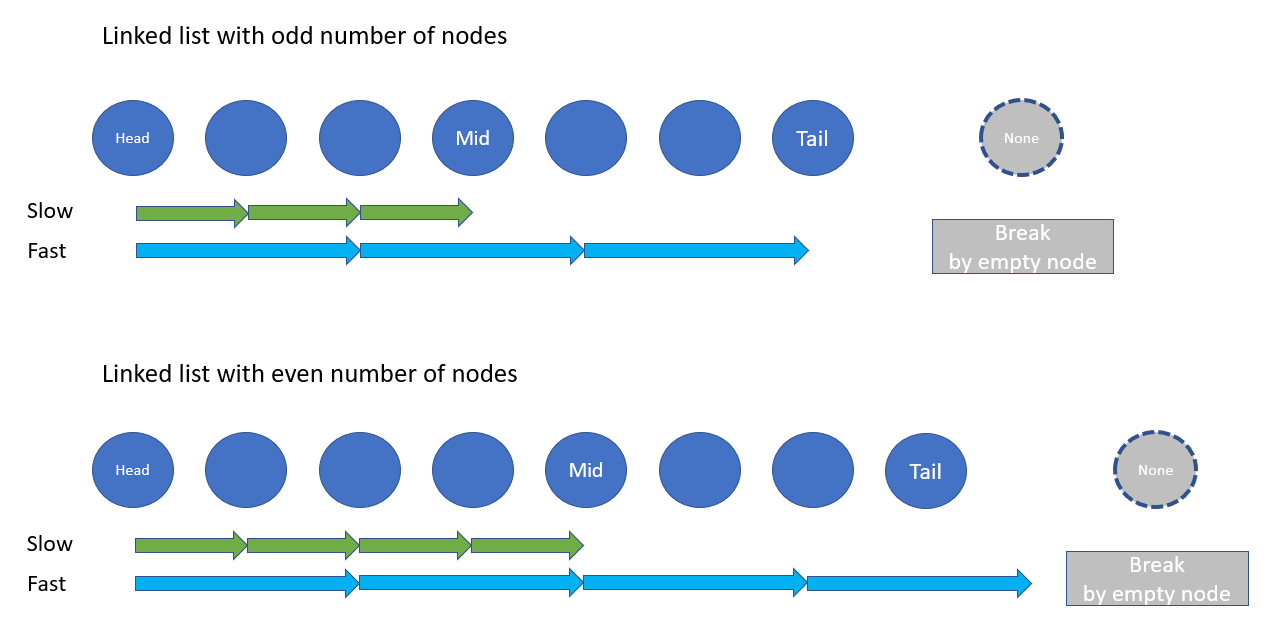 Linked list with odd number of nodes
Head
Mid
Tail
None
Slow
Fast
Break
by empty node
Linked list with even number of nodes
Head
Mid
Tail
None
Slow
Fast
Break
by empty node